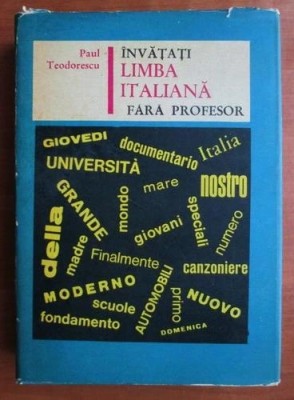 Paul
Teodorescu
ÎNVĂȚAȚI
LIMBA
ITALIANĂ
FĂRĂ PROFESOR
GIOVEDI
documentario
Italia
UNIVERSITÀ
mare
nostro
della
GRANDE
mondo
speciali
madre
giovani
numero
Finalmente
canzoniere
MODERNO
AUTOMOBILI
primo
NUOVO
scuole
fondamento
DOMENICA